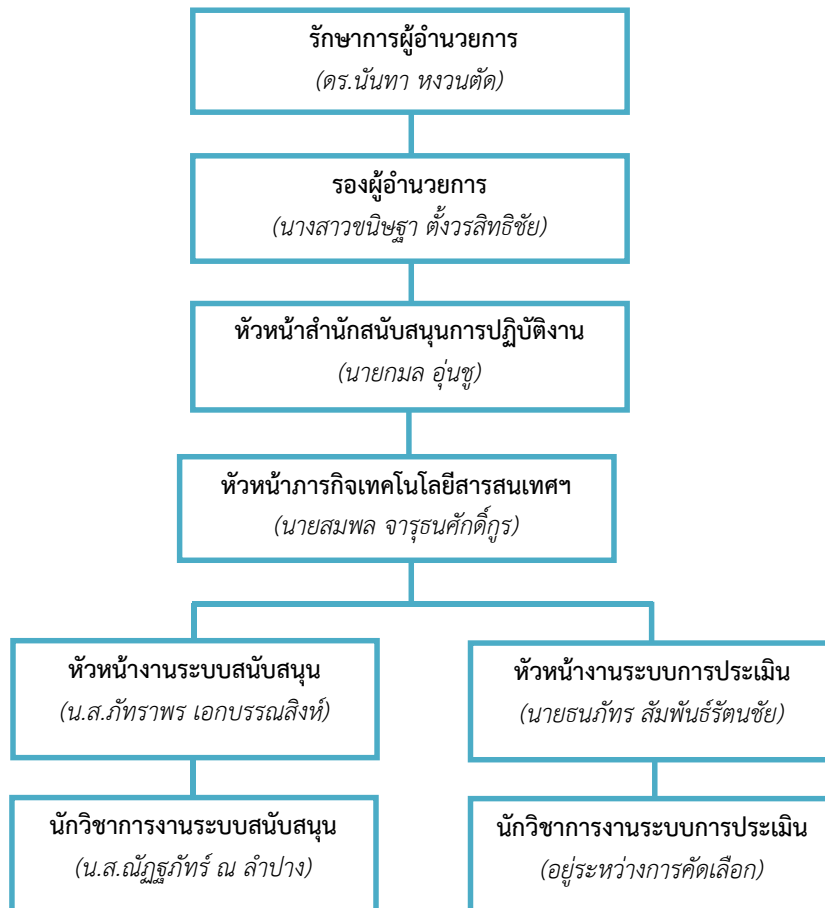 รักษาการผู้อำนวยการ
(ดร.นันทา หงวนตัด)
รองผู้อำนวยการ
(นางสาวขนิษฐา ตั้งวรสิทธิชัย)
หัวหน้าสำนักสนับสนุนการปฏิบัติงาน
(นายกมล อุ่นชู)
หัวหน้าภารกิจเทคโนโลยีสารสนเทศฯ
(นายสมพล จารุธนศักดิ์กูร)
หัวหน้างานระบบสนับสนุน
(น.ส.ภัทราพร เอกบรรณสิงห์)
หัวหน้างานระบบการประเมิน
(นายธนภัทร สัมพันธ์รัตนชัย)
นักวิชาการงานระบบสนับสนุน
(น.ส.ณัฏฐภัทร์ ณ ลำปาง)
นักวิชาการงานระบบการประเมิน
(อยู่ระหว่างการคัดเลือก)